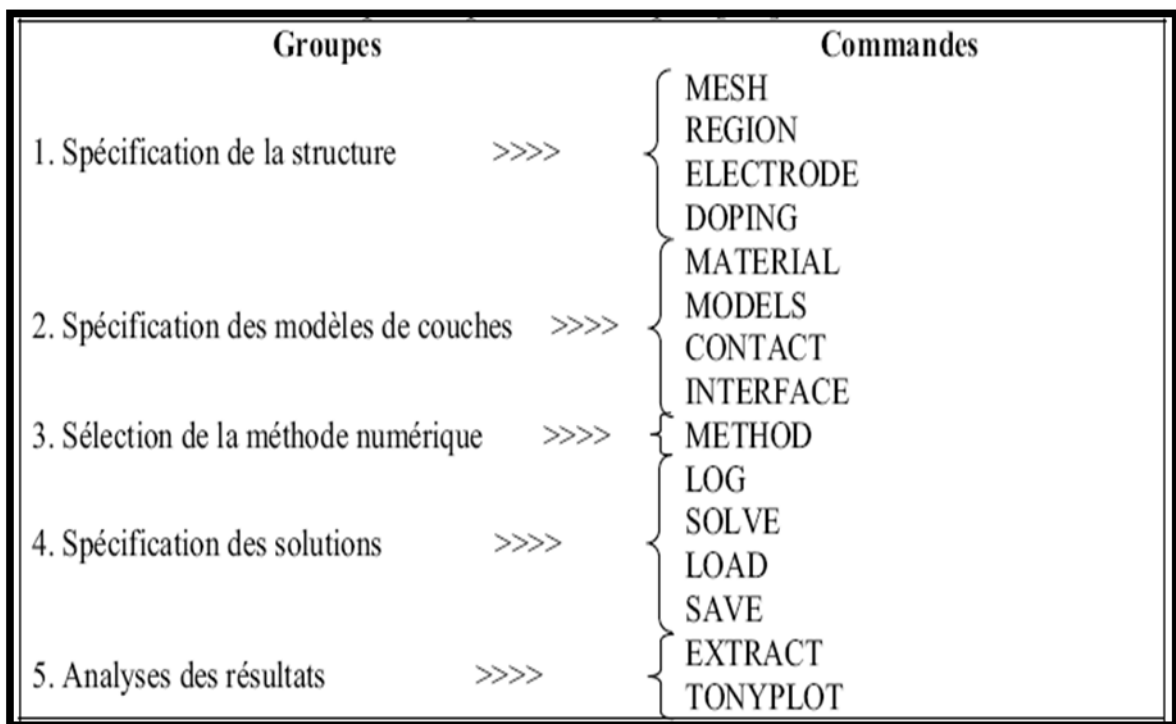 Groupes Commandes
MESH
REGION
1. Spécification de la structure >>>>
ELECTRODE
DOPING
MATERIAL
MODELS
2. Spécification des modèles de couches >>>>
CONTACT
INTERFACE
3. Sélection de la méthode numérique >>>> METHOD
LOG
SOLVE
4. Spécification des solutions >>>>
LOAD
SAVE
EXTRACT
5. Analyses des résultats >>>>
TONYPLOT